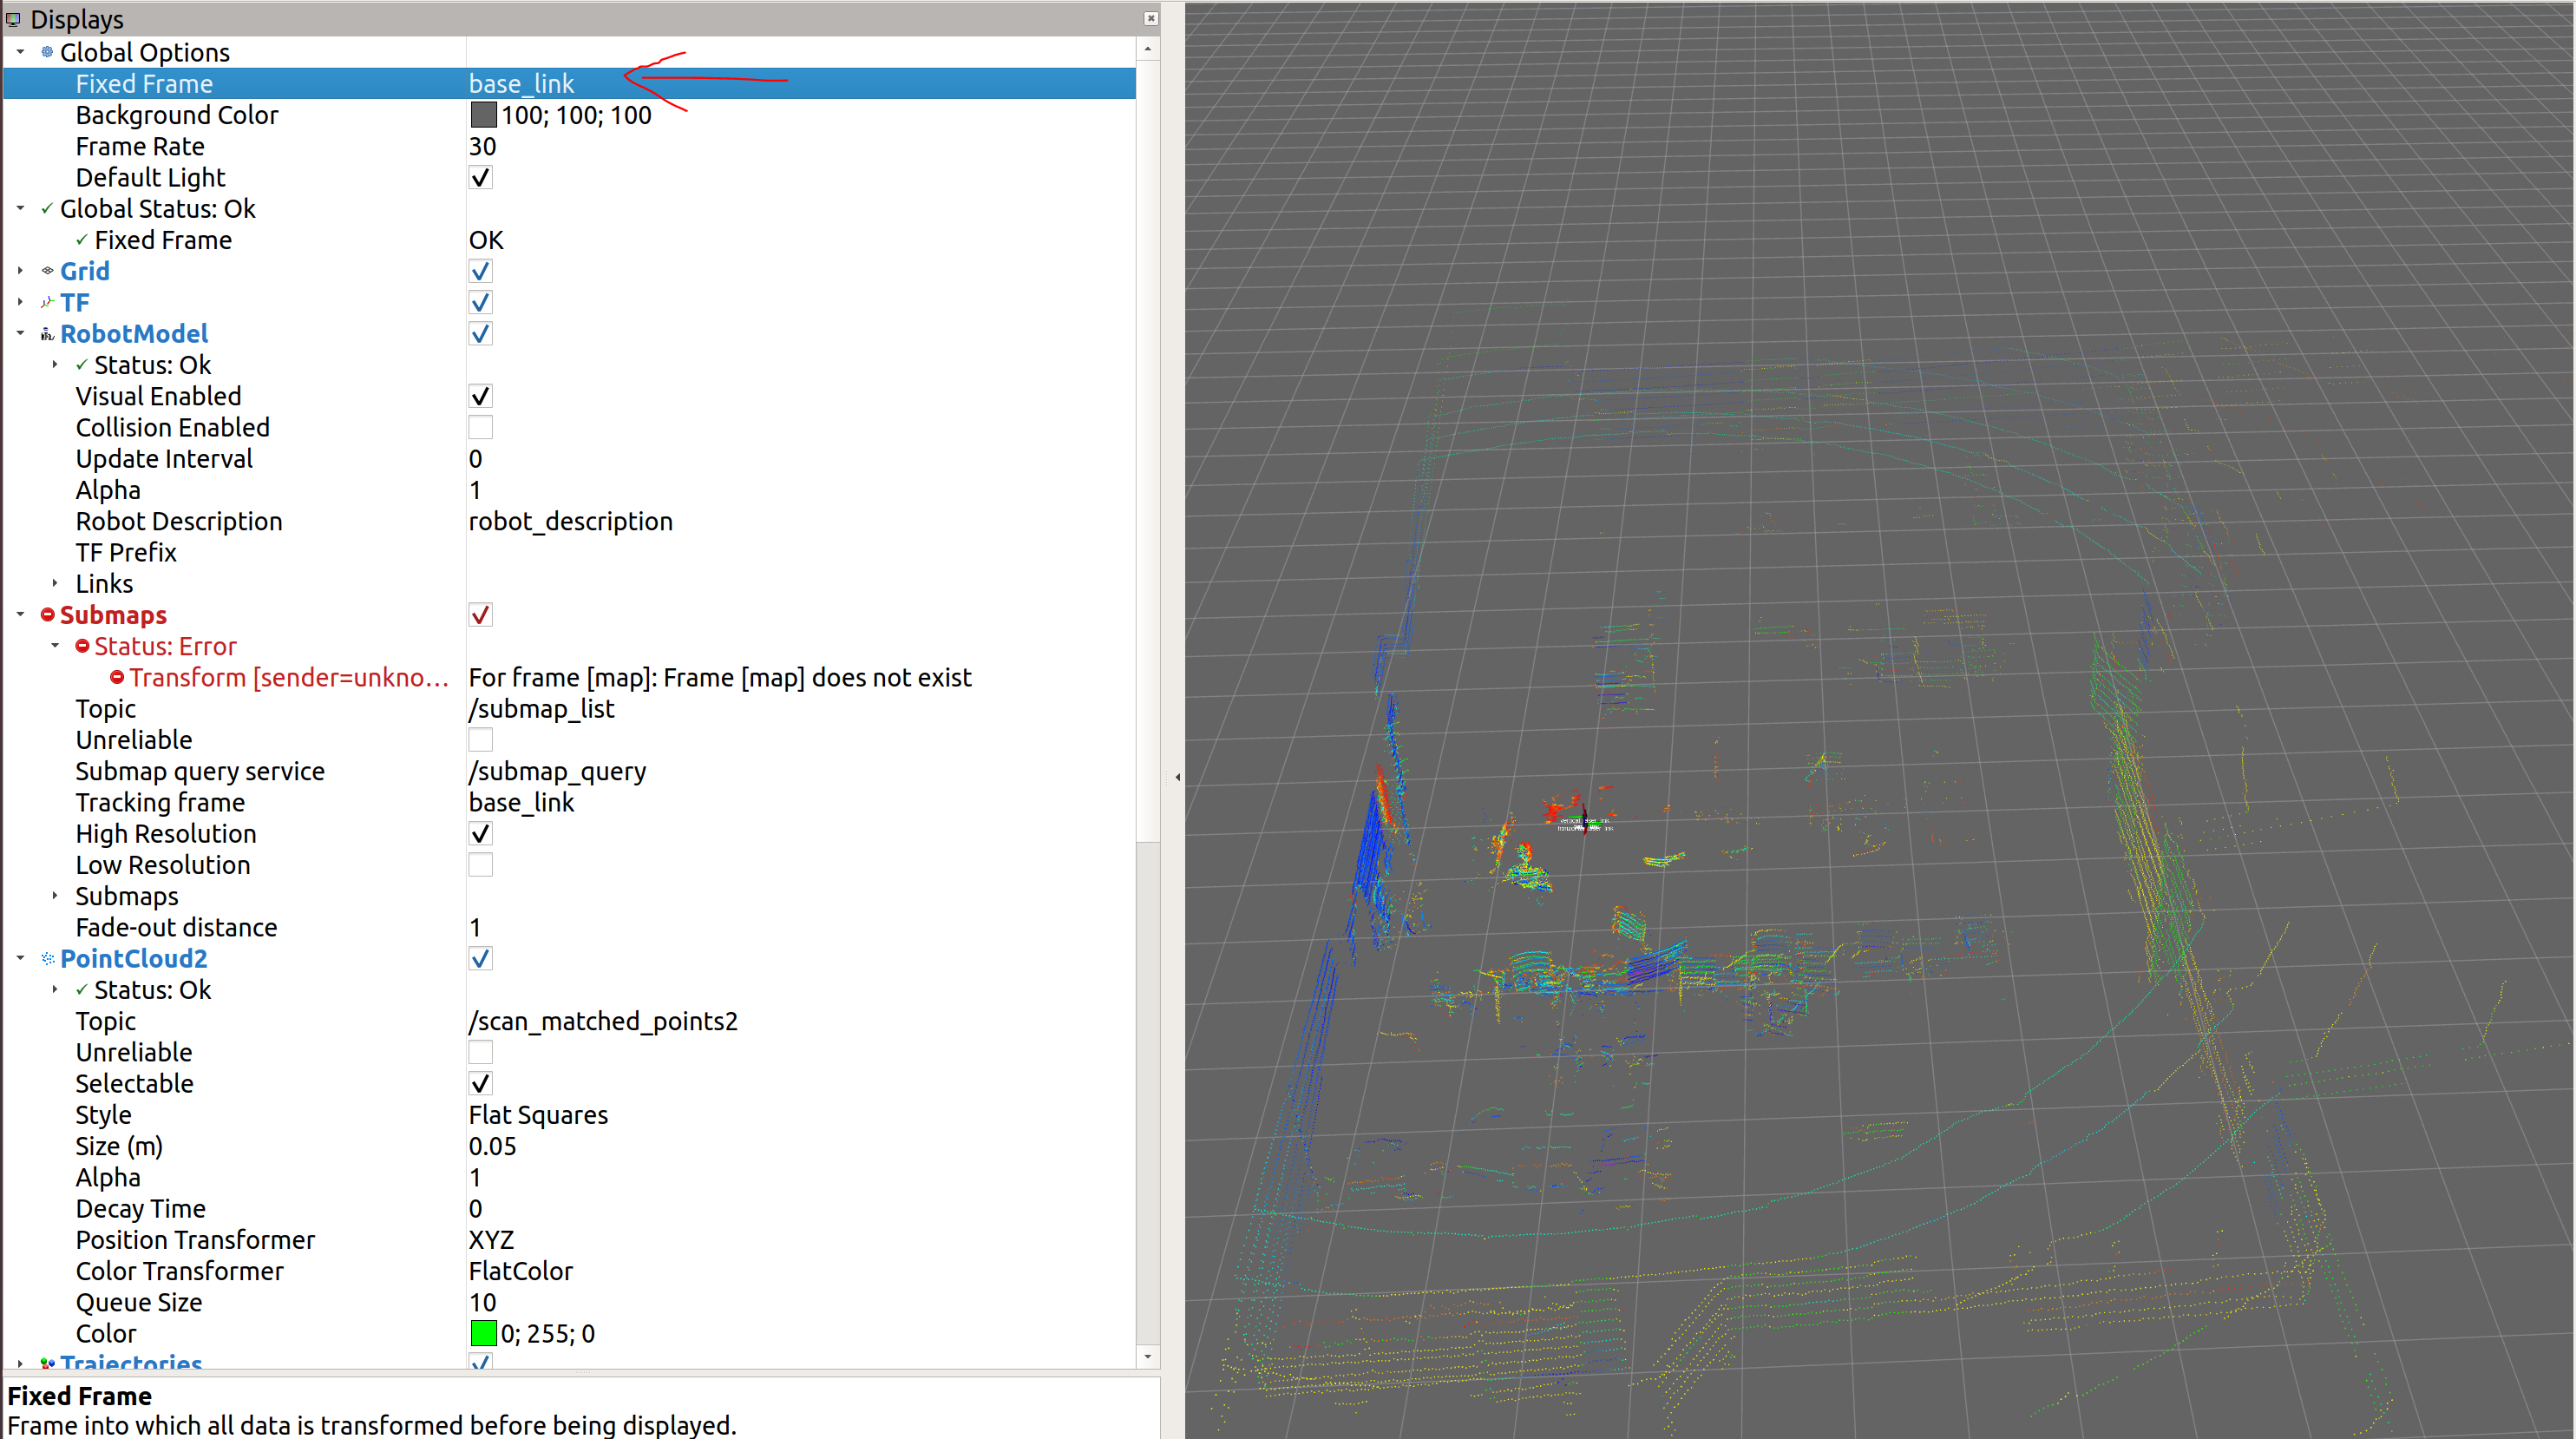 Displays
Global Options
Fixed Frame base_link
Background Color 100; 100; 100
Frame Rate 30
Default Light
Global Status: Ok
Fixed Frame OK
Grid
TF
RobotModel
Status: Ok
Visual Enabled
Collision Enabled
Update Interval 0
Alpha 1
Robot Description robot_description
TF Prefix
Links
Submaps
Status: Error
Transform [sender=unkno... For frame [map]: Frame [map] does not exist
Topic /submap_list
Unreliable
Submap query service /submap_query
Tracking frame base_link
High Resolution
Low Resolution
Submaps
Fade-out distance 1
PointCloud2
Status: Ok
Topic /scan_matched_points2
Unreliable
Selectable
Style Flat Squares
Size (m) 0.05
Alpha 1
Decay Time 0
Position Transformer XYZ
Color Transformer FlatColor
Queue Size 10
Color 0; 255; 0
Trajectories
Fixed Frame
Frame into which all data is transformed before being displayed.